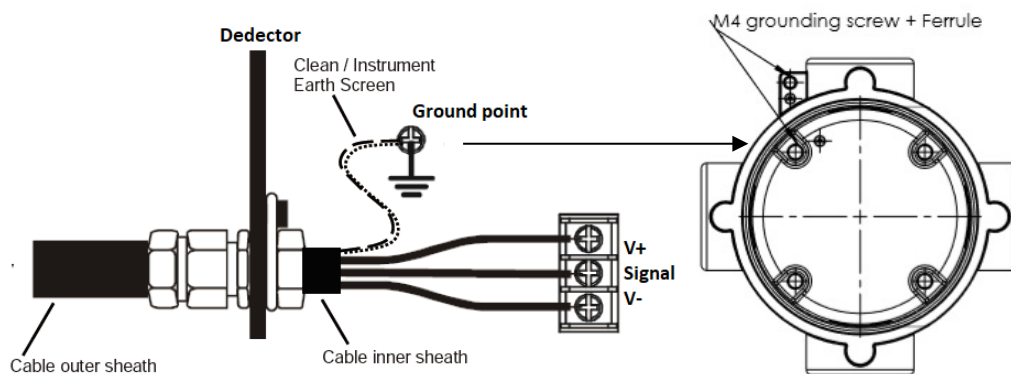 M4 grounding screw + Ferrule
Dedector
Clean / Instrument
Earth Screen
Ground point
V+
Signal
V-
Cable outer sheath
Cable inner sheath